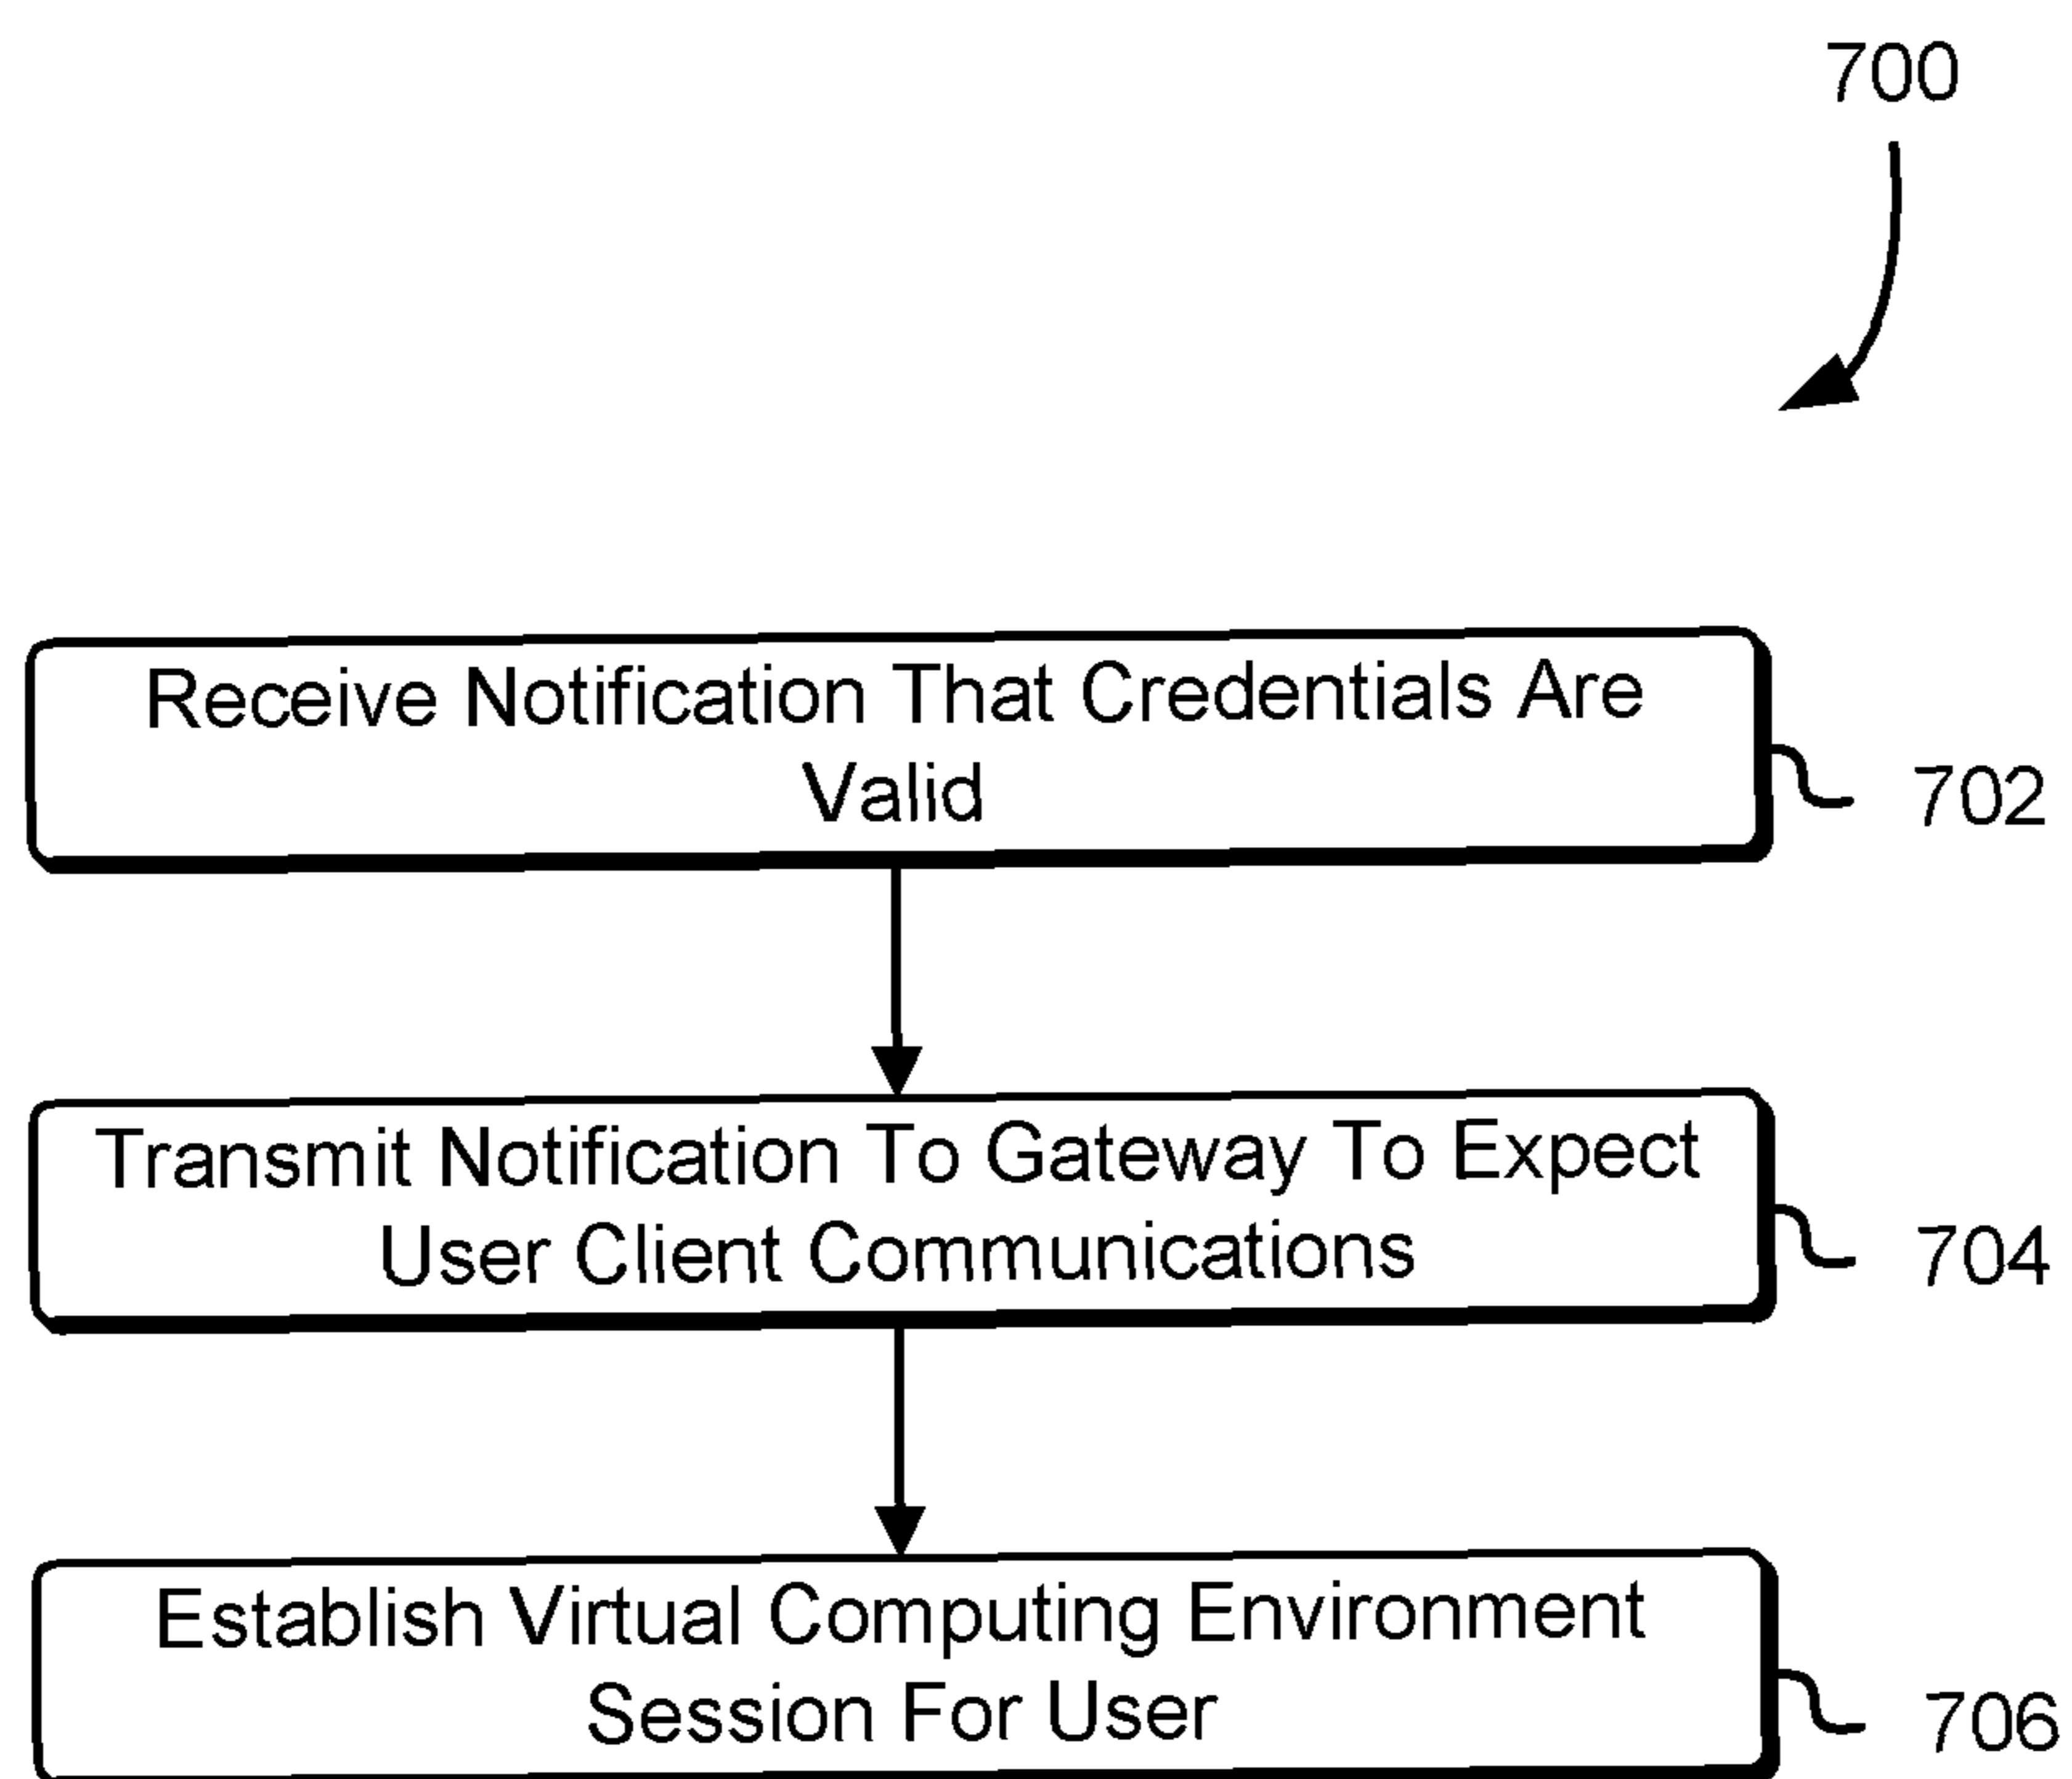 700
Receive Notification That Credentials Are
Valid
702
Transmit Notification To Gateway To Expect
User Client Communications
704
Establish Virtual Computing Environment
Session For User
706